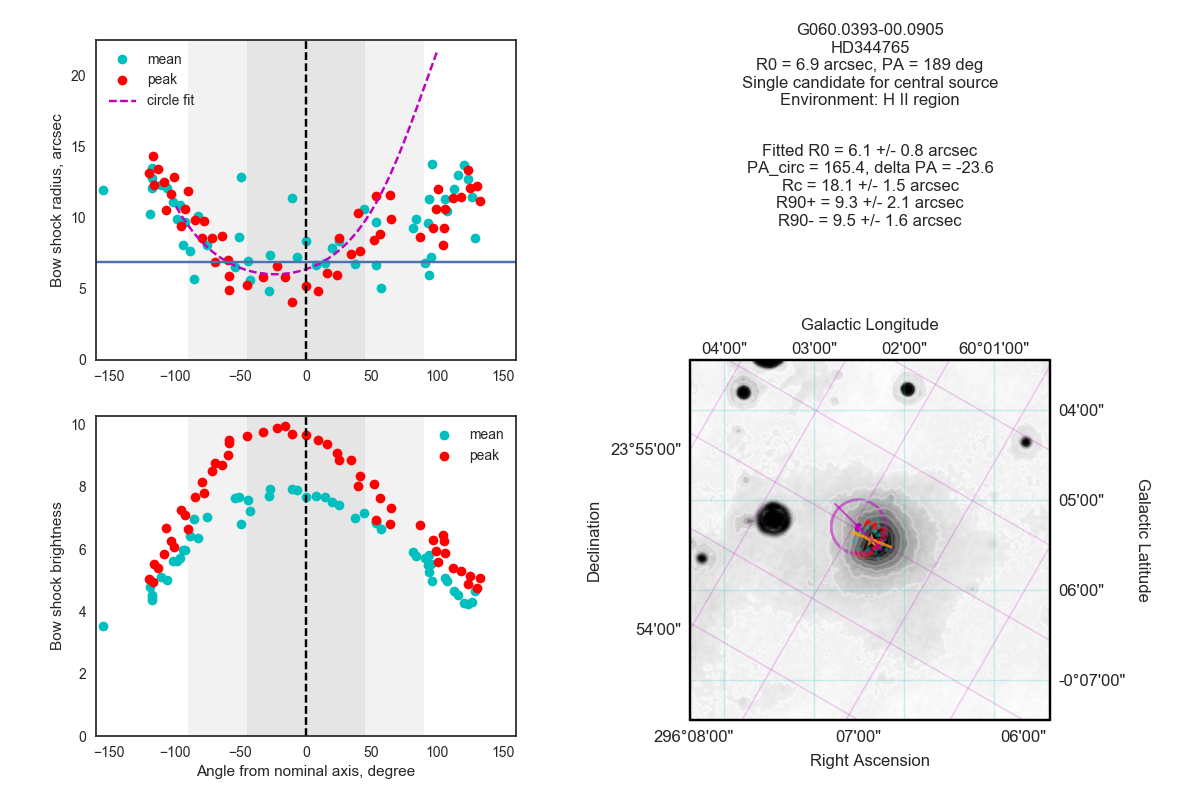 mean
peak
circle fit
Bow shock radius, arcsec
20
15
10
5
0
−150
−100
−50
0
50
100
150
mean
peak
Bow shock brightness
10
8
6
4
2
0
−150
−100
−50
0
50
100
150
Angle from nominal axis, degree
G060.0393-00.0905
HD344765
R0 = 6.9 arcsec, PA = 189 deg
Single candidate for central source
Environment: H II region
Fitted R0 = 6.1 +/- 0.8 arcsec
PA_circ = 165.4, delta PA = -23.6
Rc = 18.1 +/- 1.5 arcsec
R90+ = 9.3 +/- 2.1 arcsec
R90- = 9.5 +/- 1.6 arcsec
Galactic Longitude
04'00"
03'00"
02'00"
60°01'00"
23°55'00"
54'00"
Declination
04'00"
05'00"
06'00"
-0°07'00"
Galactic Latitude
296°08'00"
07'00"
06'00"
Right Ascension